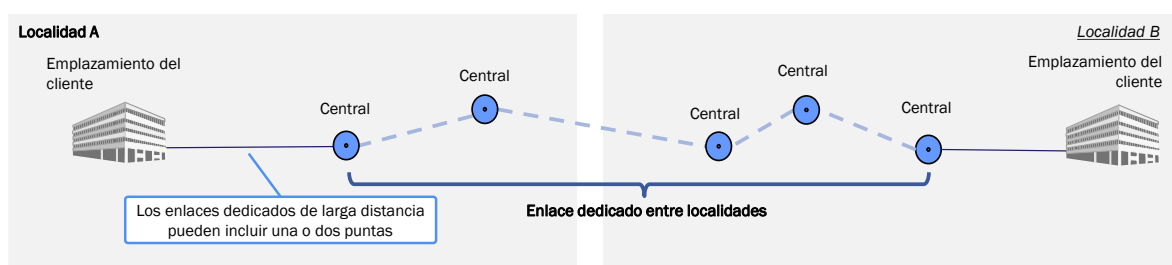 Localidad A
Localidad B
Emplazamiento del
cliente
Emplazamiento del
cliente
Central
Central
Central
Central
Central
Los enlaces dedicados de larga distancia
pueden incluir una o dos puntas
Enlace dedicado entre localidades